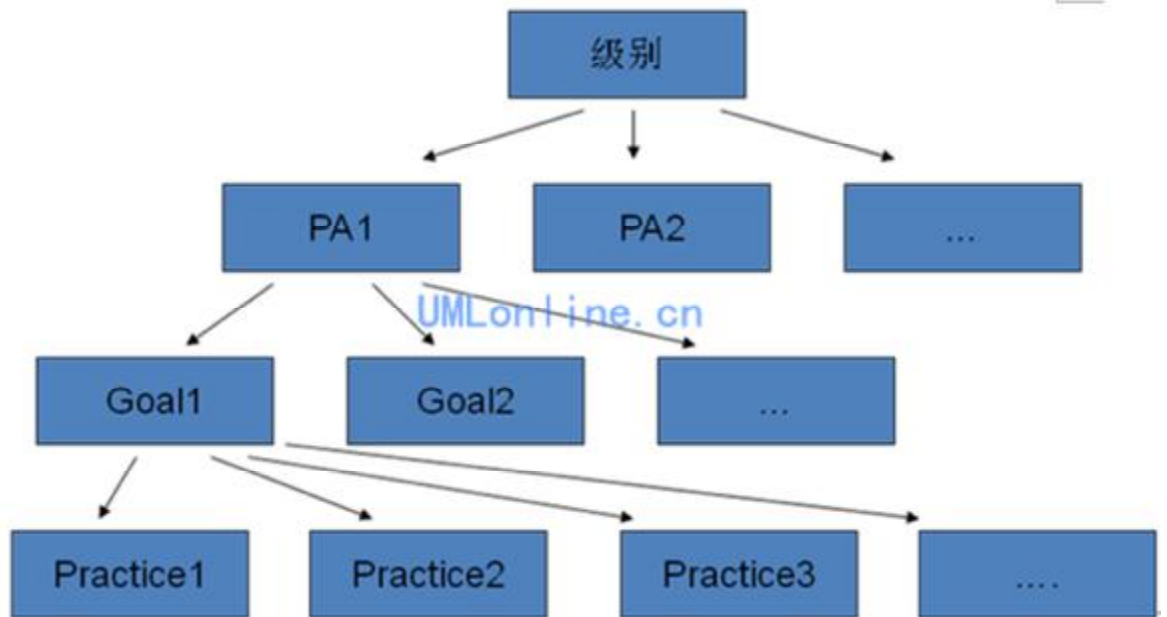 级别
PA1
PA2
...
UMLonline.cn
Goal1
Goal2
...
Practice1
Practice2
Practice3
....